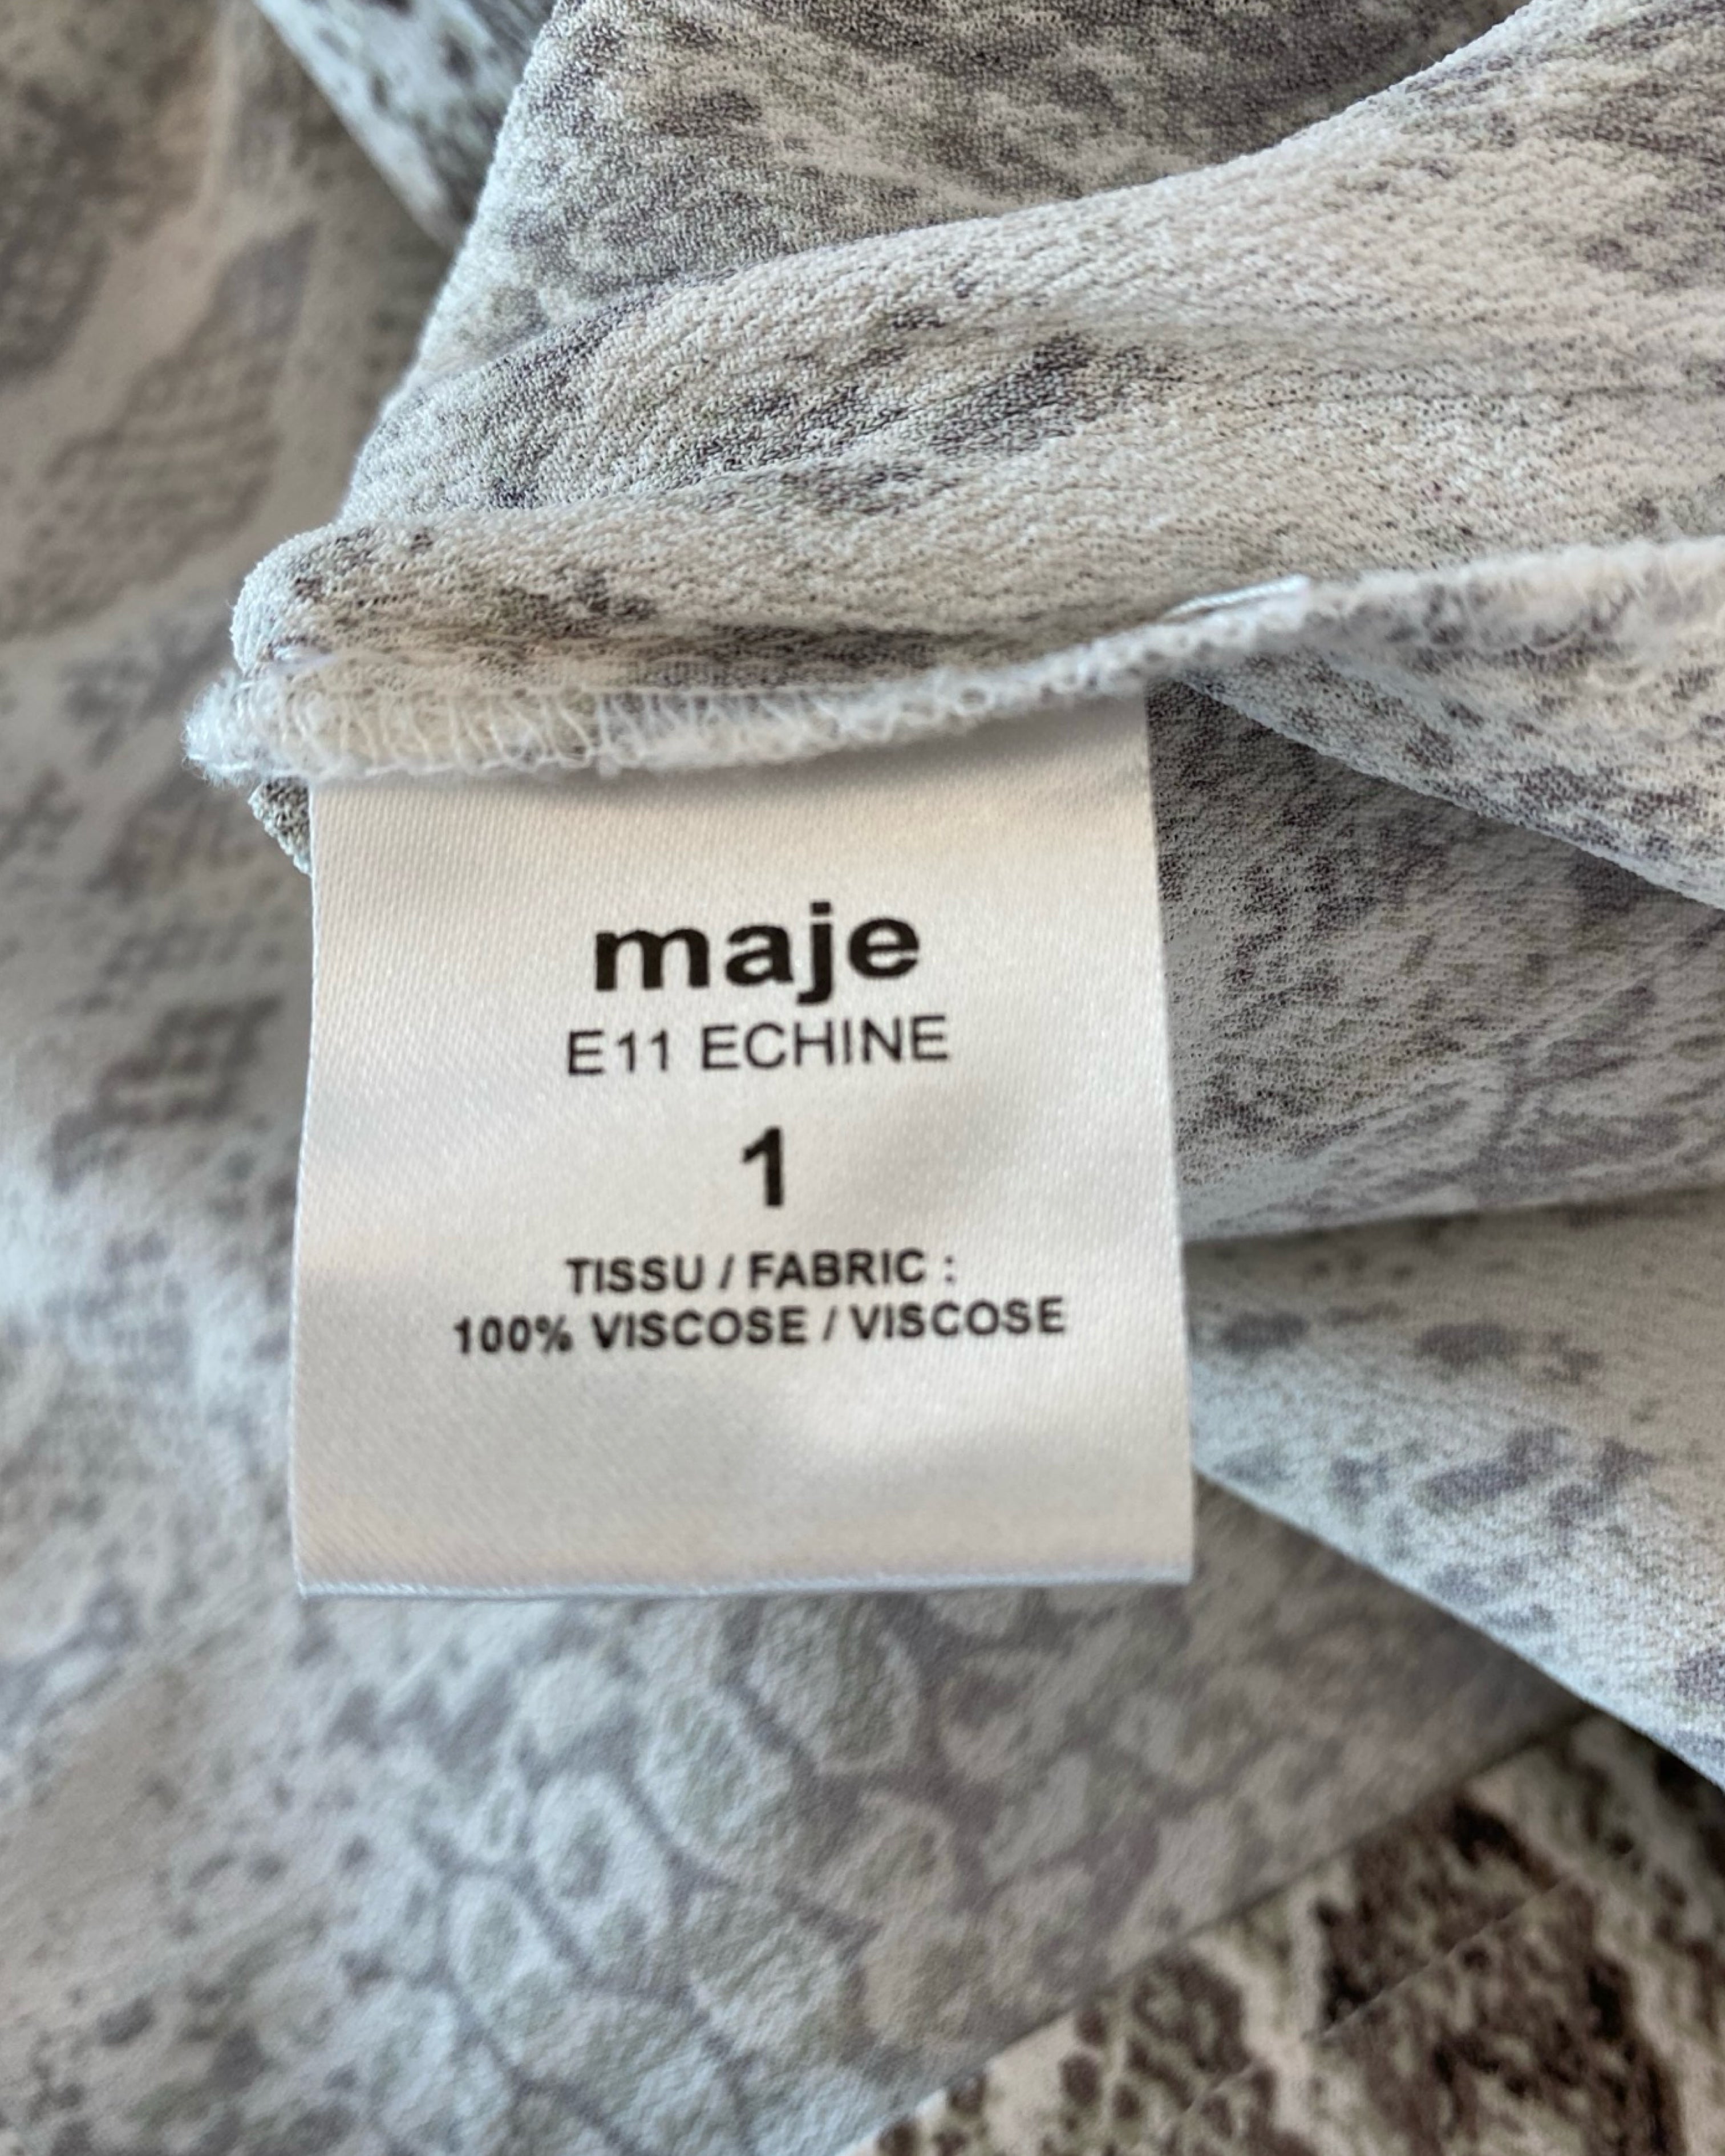 maje
E11 ECHINE
1
TISSU / FABRIC :
100% VISCOSE / VISCOSE